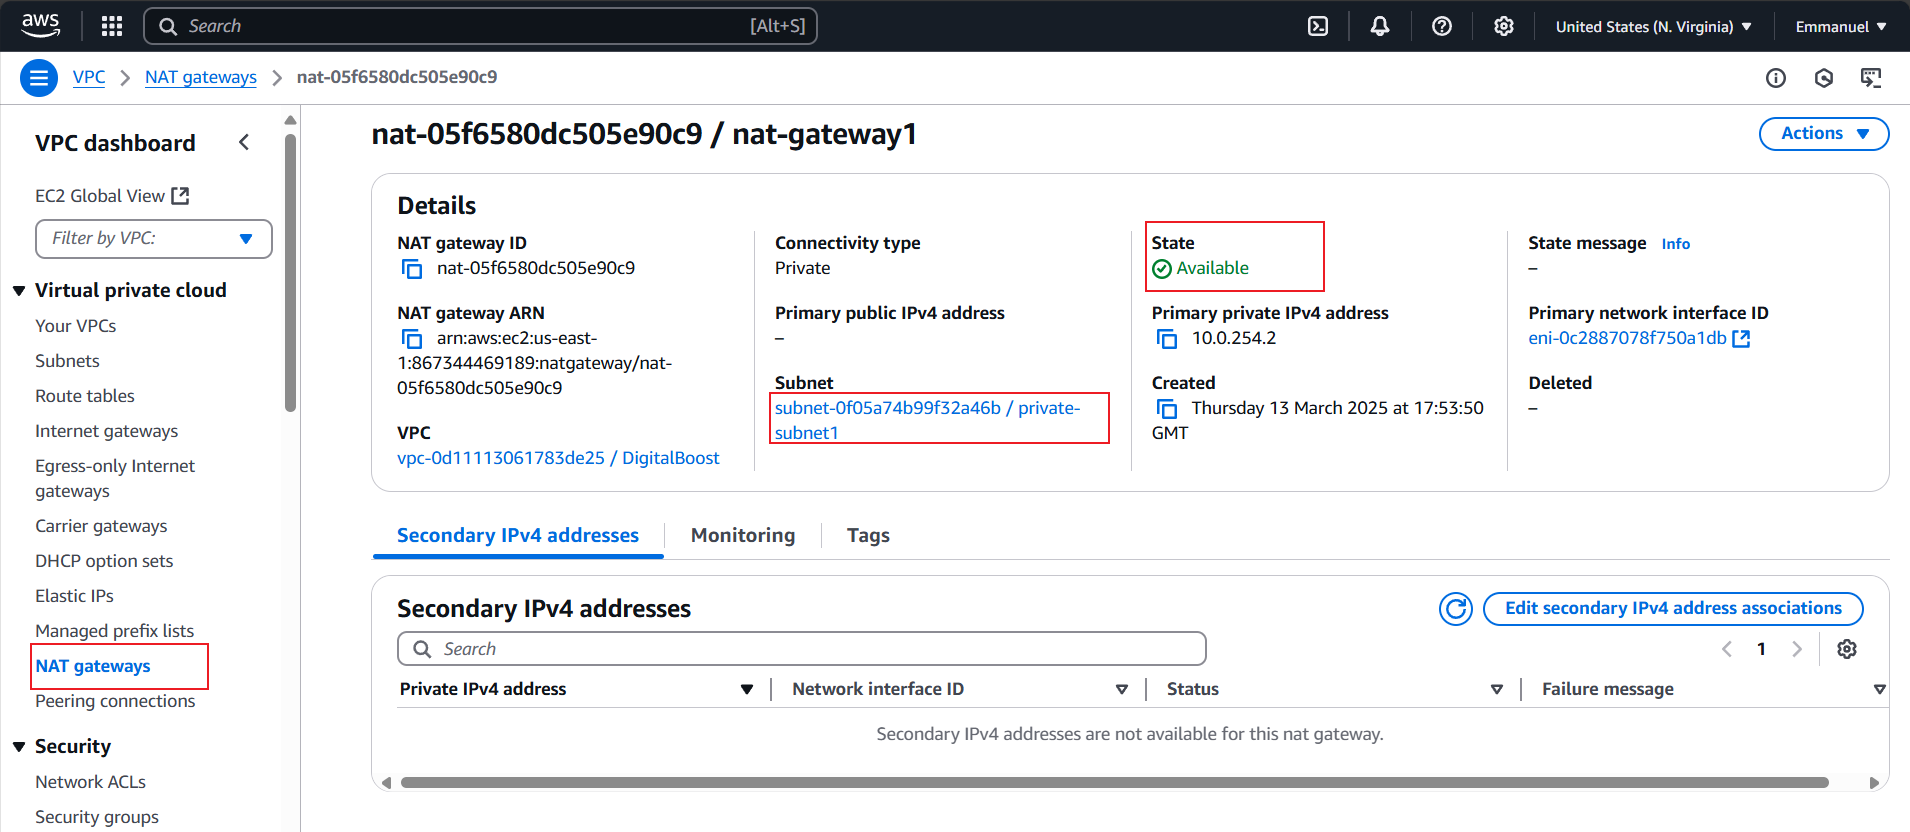 aws
Search [Alt+S]
United States (N. Virginia)
Emmanuel
VPC
NAT gateways
nat-05f6580dc505e90c9
VPC dashboard
EC2 Global View
Filter by VPC:
Virtual private cloud
Your VPCs
Subnets
Route tables
Internet gateways
Egress-only Internet
gateways
Carrier gateways
DHCP option sets
Elastic IPs
Managed prefix lists
NAT gateways
Peering connections
Security
Network ACLs
Security groups
nat-05f6580dc505e90c9 / nat-gateway1
Actions
Details
NAT gateway ID
nat-05f6580dc505e90c9
NAT gateway ARN
arn:aws:ec2:us-east-
1:867344469189:natgateway/nat-
05f6580dc505e90c9
VPC
vpc-0d11113061783de25 / DigitalBoost
Connectivity type
Private
Primary public IPv4 address
–
Subnet
subnet-0f05a74b99f32a46b / private-
subnet1
State
Available
Primary private IPv4 address
10.0.254.2
Created
Thursday 13 March 2025 at 17:53:50
GMT
State message Info
–
Primary network interface ID
eni-0c2887078f750a1db
Deleted
–
Secondary IPv4 addresses
Monitoring
Tags
Secondary IPv4 addresses
Edit secondary IPv4 address associations
Search
1
Private IPv4 address
Network interface ID
Status
Failure message
Secondary IPv4 addresses are not available for this nat gateway.